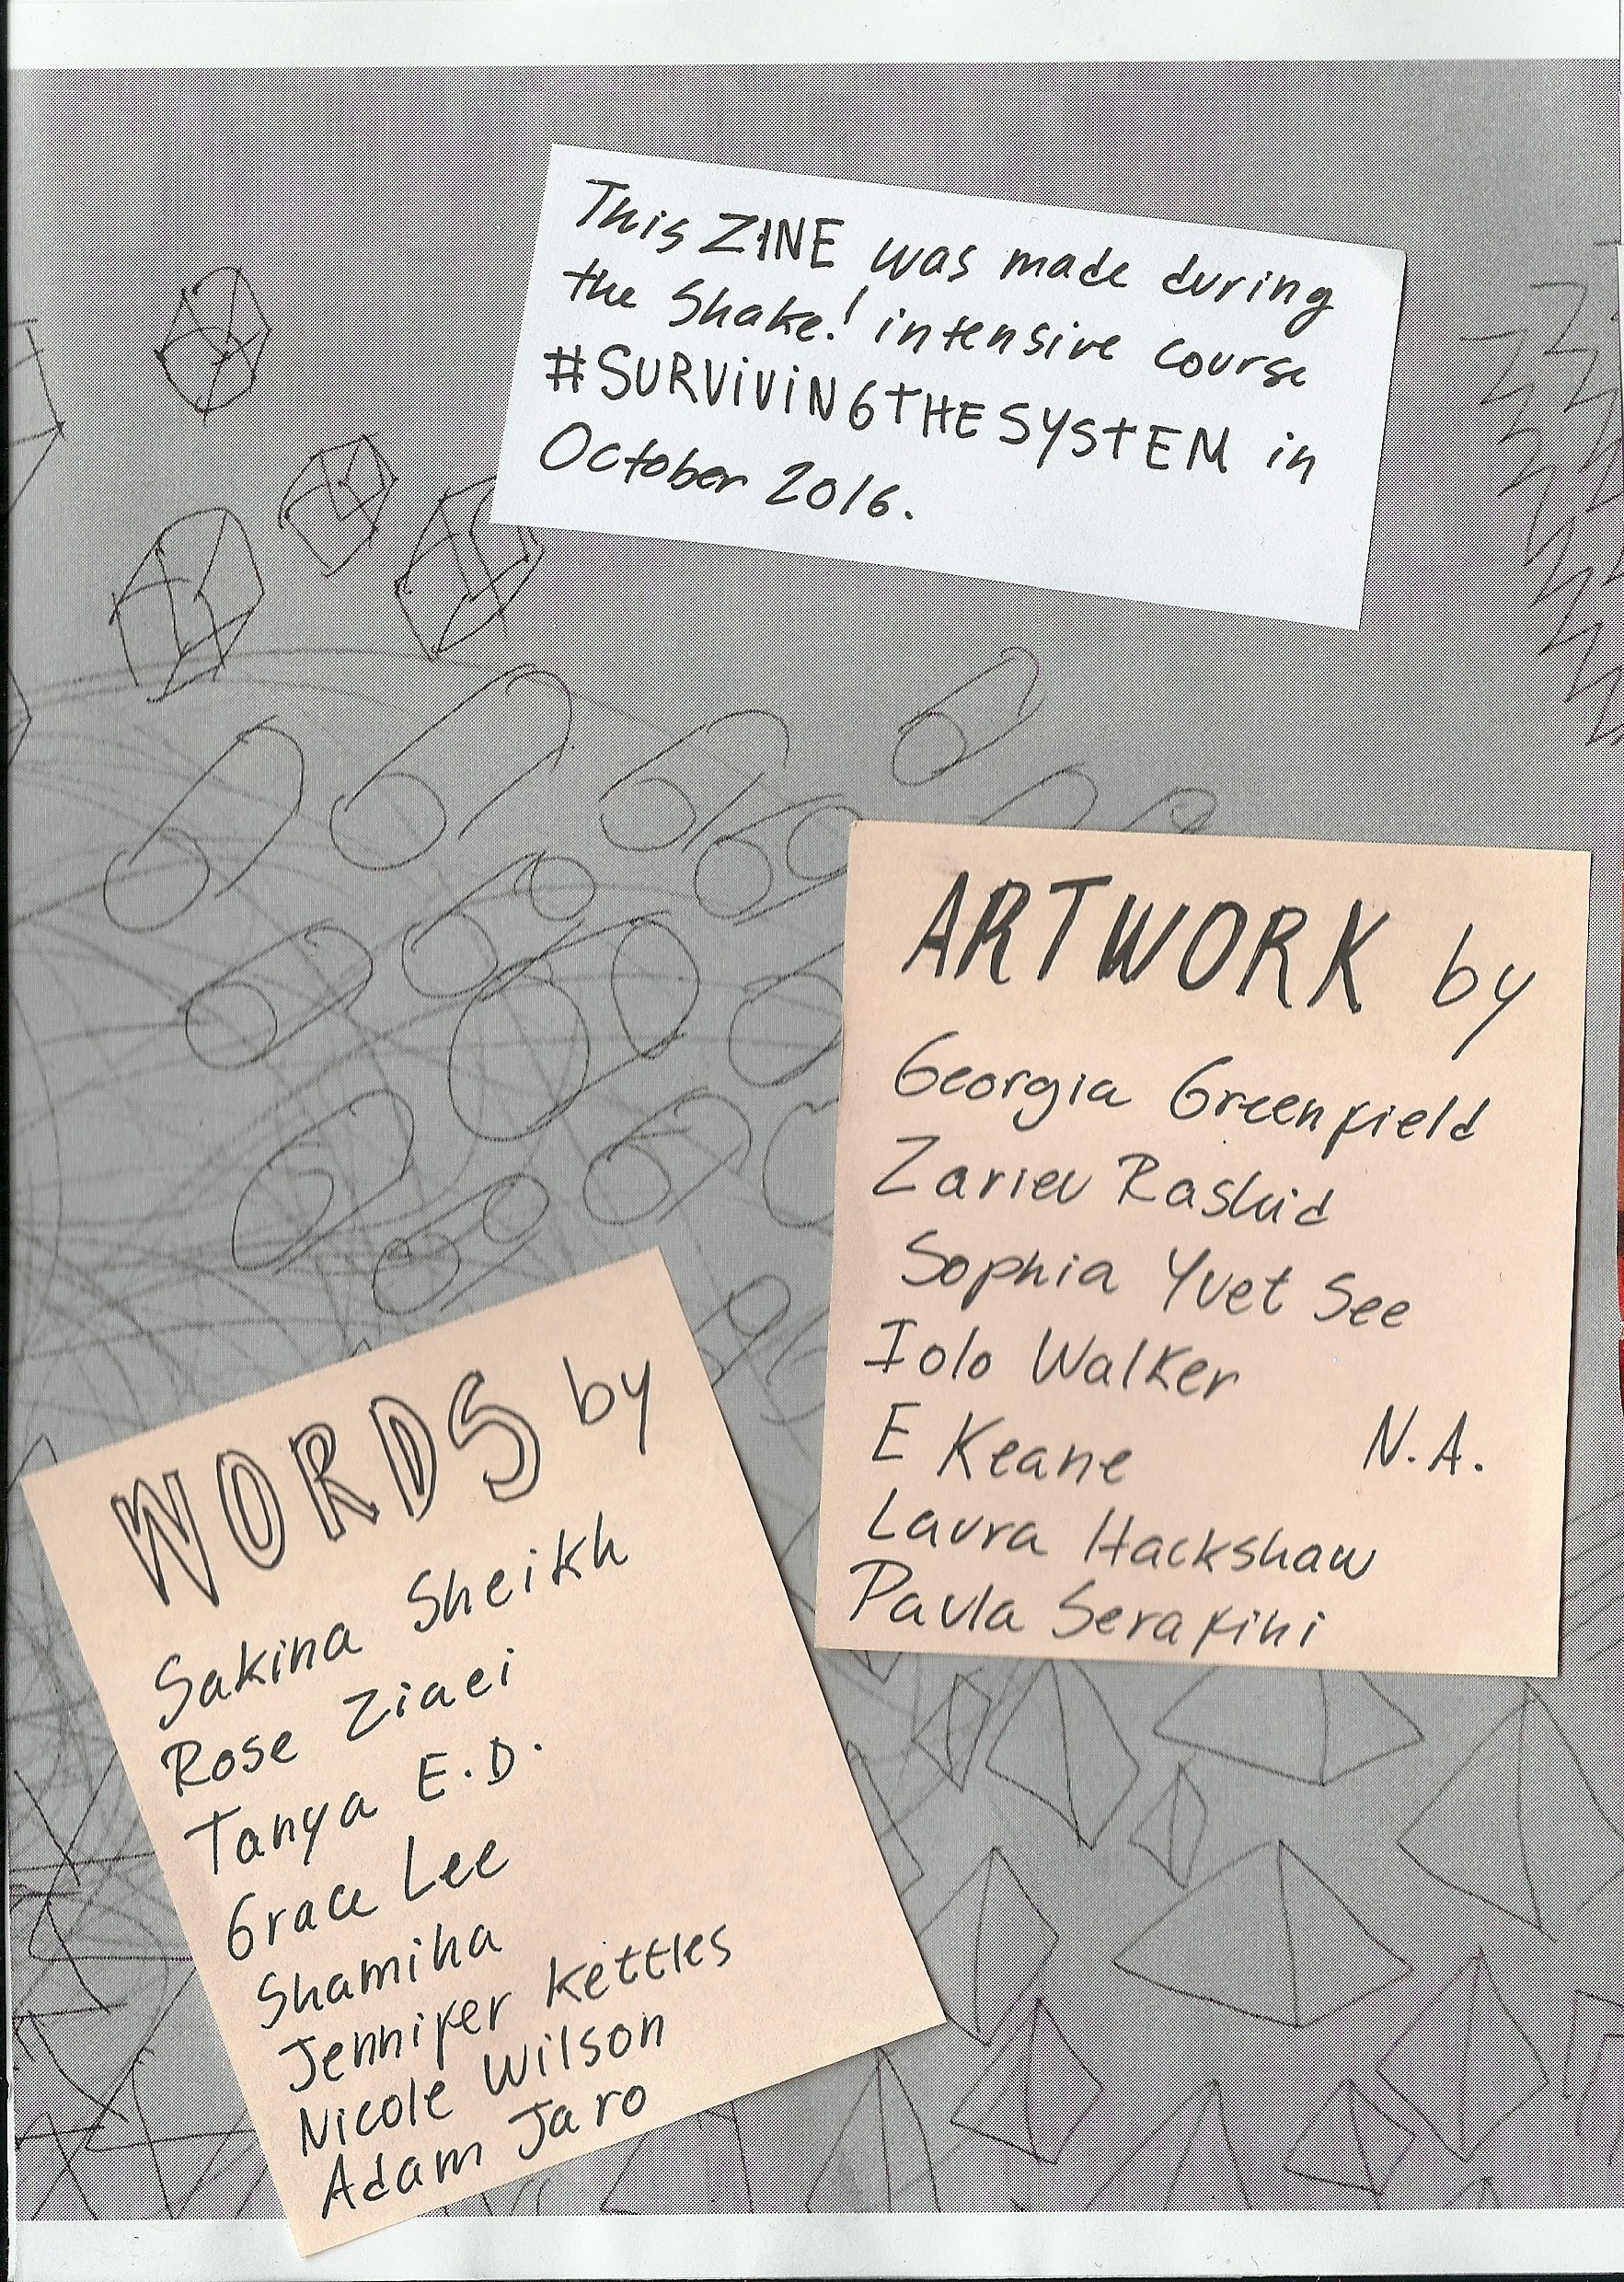 This ZINE was made during
the Shake! intensive course
#SURViViNGTHESYSTEM in
October 2016.
ARTWORK by
Georgia Greenfield
Zariev Rashid
Sophia Yvet See
Iolo Walker
E Keane N.A.
Laura Hackshaw
Paula Serafini
WORDS by
Sakina Sheikh
Rose Ziaei
Tanya E.D.
Grace Lee
Shamiha
Jennifer Kettles
Nicole Wilson
Adam Jaro